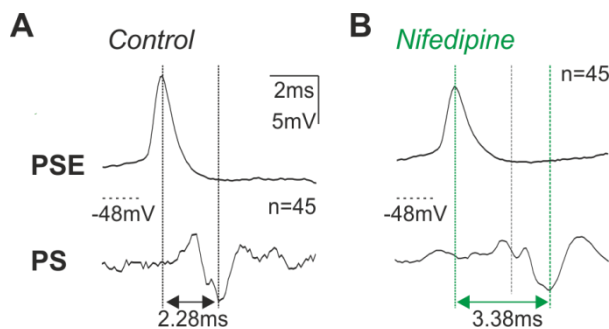 A
Control
2ms
5mV
PSE
-48mV
n=45
PS
2.28ms
B
Nifedipine
n=45
-48mV
3.38ms